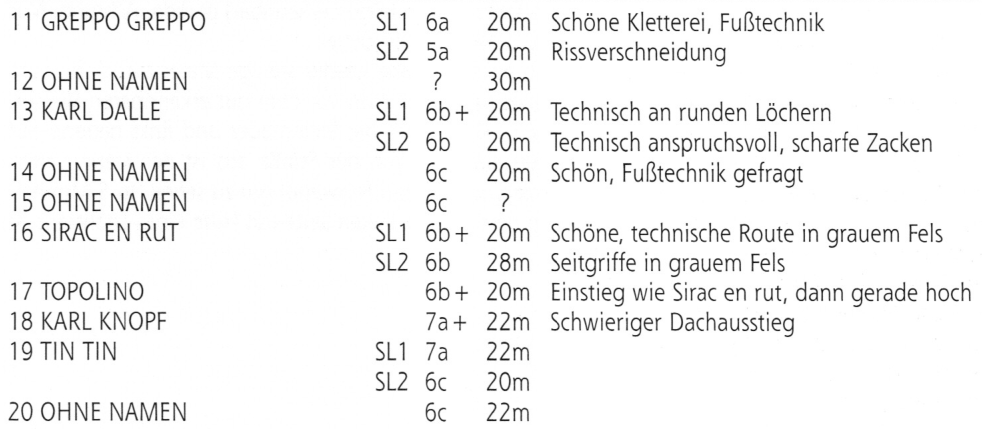 11 GREPPO GREPPO SL1 6a 20m Schöne Kletterei, Fußtechnik
SL2 5a 20m Rissverschneidung
12 OHNE NAMEN ? 30m
13 KARL DALLE SL1 6b+ 20m Technisch an runden Löchern
SL2 6b 20m Technisch anspruchsvoll, scharfe Zacken
14 OHNE NAMEN 6c 20m Schön, Fußtechnik gefragt
15 OHNE NAMEN 6c ?
16 SIRAC EN RUT SL1 6b+ 20m Schöne, technische Route in grauem Fels
SL2 6b 28m Seitgriffe in grauem Fels
17 TOPOLINO 6b+ 20m Einstieg wie Sirac en rut, dann gerade hoch
18 KARL KNOPF 7a+ 22m Schwieriger Dachausstieg
19 TIN TIN SL1 7a 22m
SL2 6c 20m
20 OHNE NAMEN 6c 22m